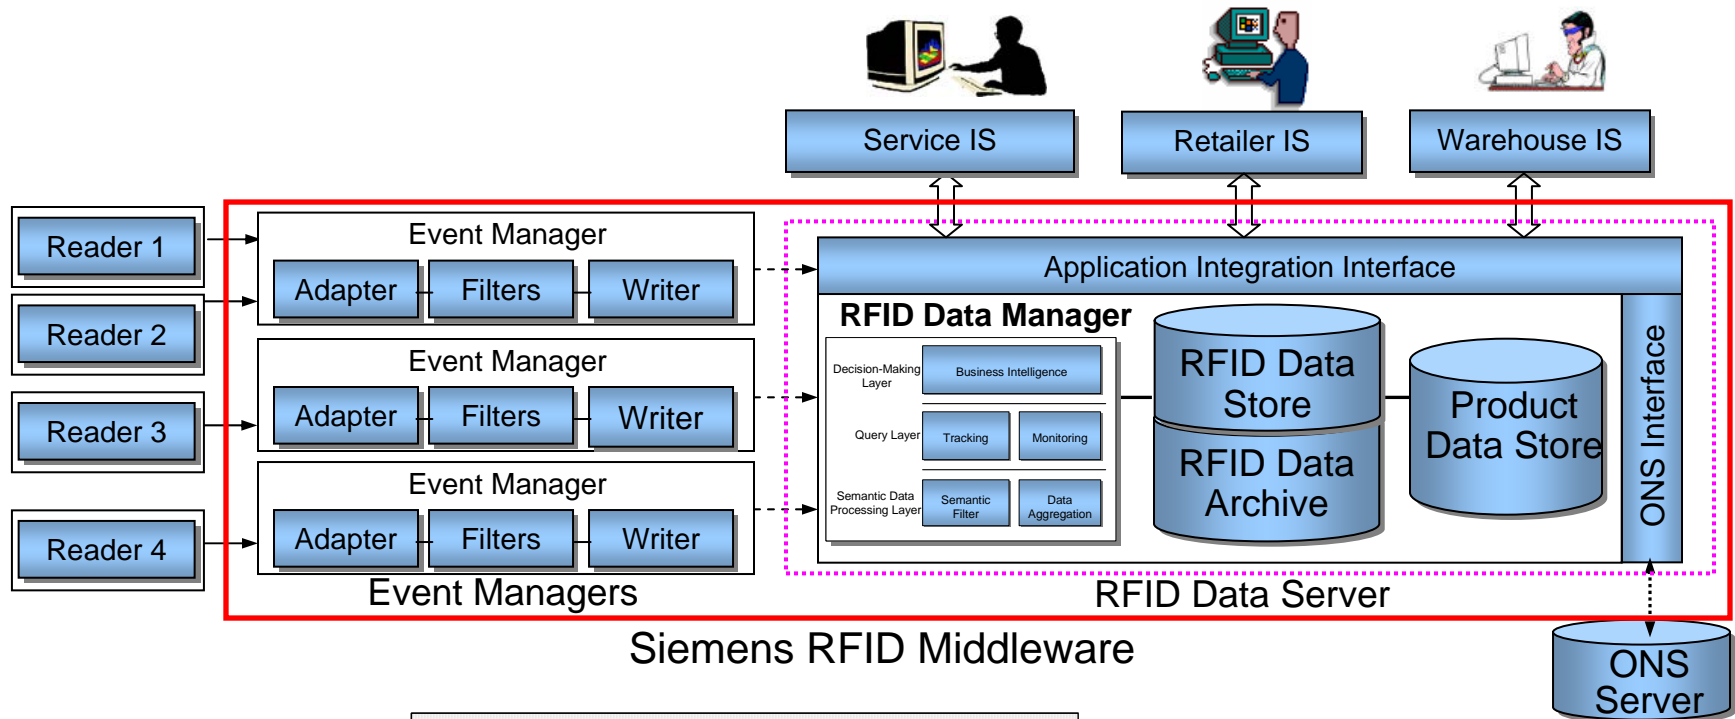 Service IS
Retailer IS
Warehouse IS
Reader 1
Reader 2
Reader 3
Reader 4
Event Manager
Adapter
Filters
Writer
Event Manager
Adapter
Filters
Writer
Event Manager
Adapter
Filters
Writer
Event Managers
Application Integration Interface
RFID Data Manager
Decision-Making
Layer
Business Intelligence
Query Layer
Tracking
Monitoring
Semantic Data
Processing Layer
Semantic
Filter
Data
Aggregation
RFID Data
Store
RFID Data
Archive
Product
Data Store
ONS Interface
RFID Data Server
Siemens RFID Middleware
ONS
Server